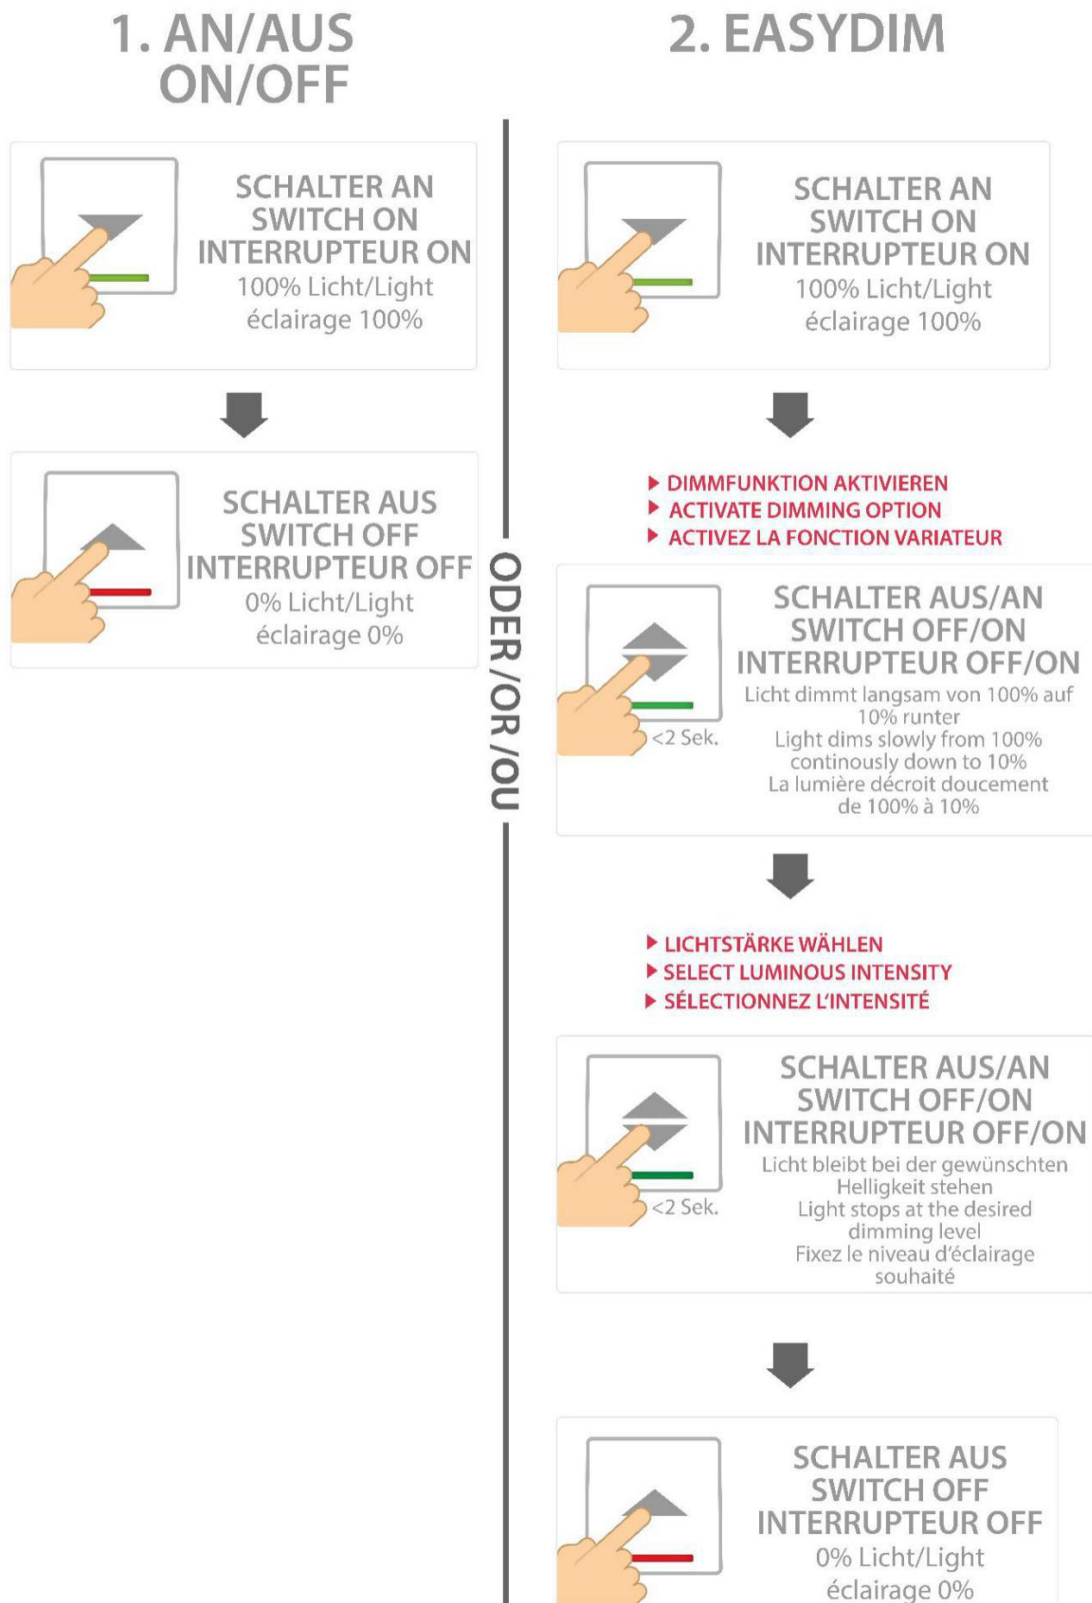 1. AN/AUS
ON/OFF
SCHALTER AN
SWITCH ON
INTERRUPTEUR ON
100% Licht/Light
éclairage 100%
SCHALTER AUS
SWITCH OFF
INTERRUPTEUR OFF
0% Licht/Light
éclairage 0%
ODER /OR /OU
2. EASYDIM
SCHALTER AN
SWITCH ON
INTERRUPTEUR ON
100% Licht/Light
éclairage 100%
DIMMFUNKTION AKTIVIEREN
ACTIVATE DIMMING OPTION
ACTIVEZ LA FONCTION VARIATEUR
SCHALTER AUS/AN
SWITCH OFF/ON
INTERRUPTEUR OFF/ON
Licht dimmt langsam von 100% auf
10% runter
Light dims slowly from 100%
continously down to 10%
La lumière décroit doucement
de 100% à 10%
<2 Sek.
LICHTSTÄRKE WÄHLEN
SELECT LUMINOUS INTENSITY
SÉLECTIONNEZ L'INTENSITÉ
SCHALTER AUS/AN
SWITCH OFF/ON
INTERRUPTEUR OFF/ON
Licht bleibt bei der gewünschten
Helligkeit stehen
Light stops at the desired
dimming level
Fixez le niveau d'éclairage
souhaité
<2 Sek.
SCHALTER AUS
SWITCH OFF
INTERRUPTEUR OFF
0% Licht/Light
éclairage 0%